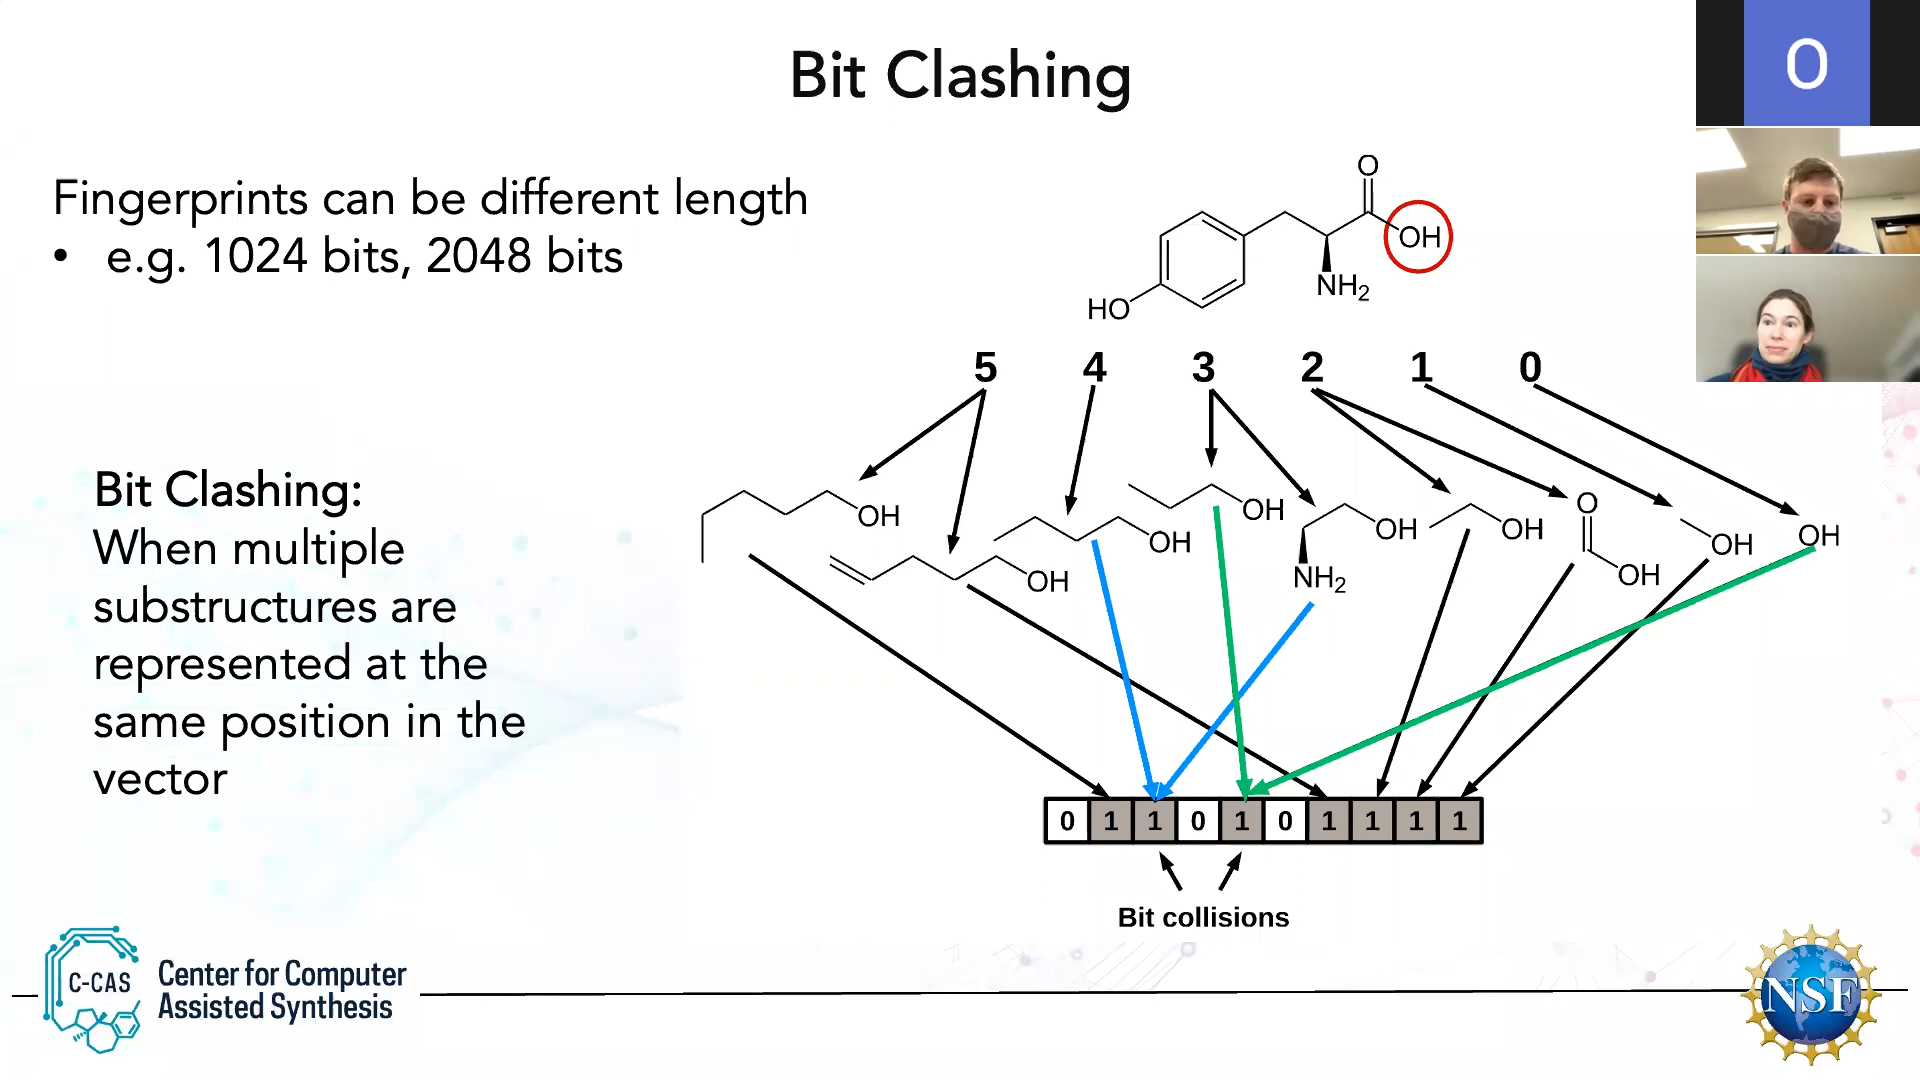 Bit Clashing
O
Fingerprints can be different length
• e.g. 1024 bits, 2048 bits
O
OH
NH2
HO
5 4 3 2 1 0
Bit Clashing:
When multiple
substructures are
represented at the
same position in the
vector
OH
OH
OH
OH
OH
NH2
OH
O
OH
OH
OH
0 1 1 0 1 0 1 1 1 1
Bit collisions
C-CAS
Center for Computer
Assisted Synthesis
NSF